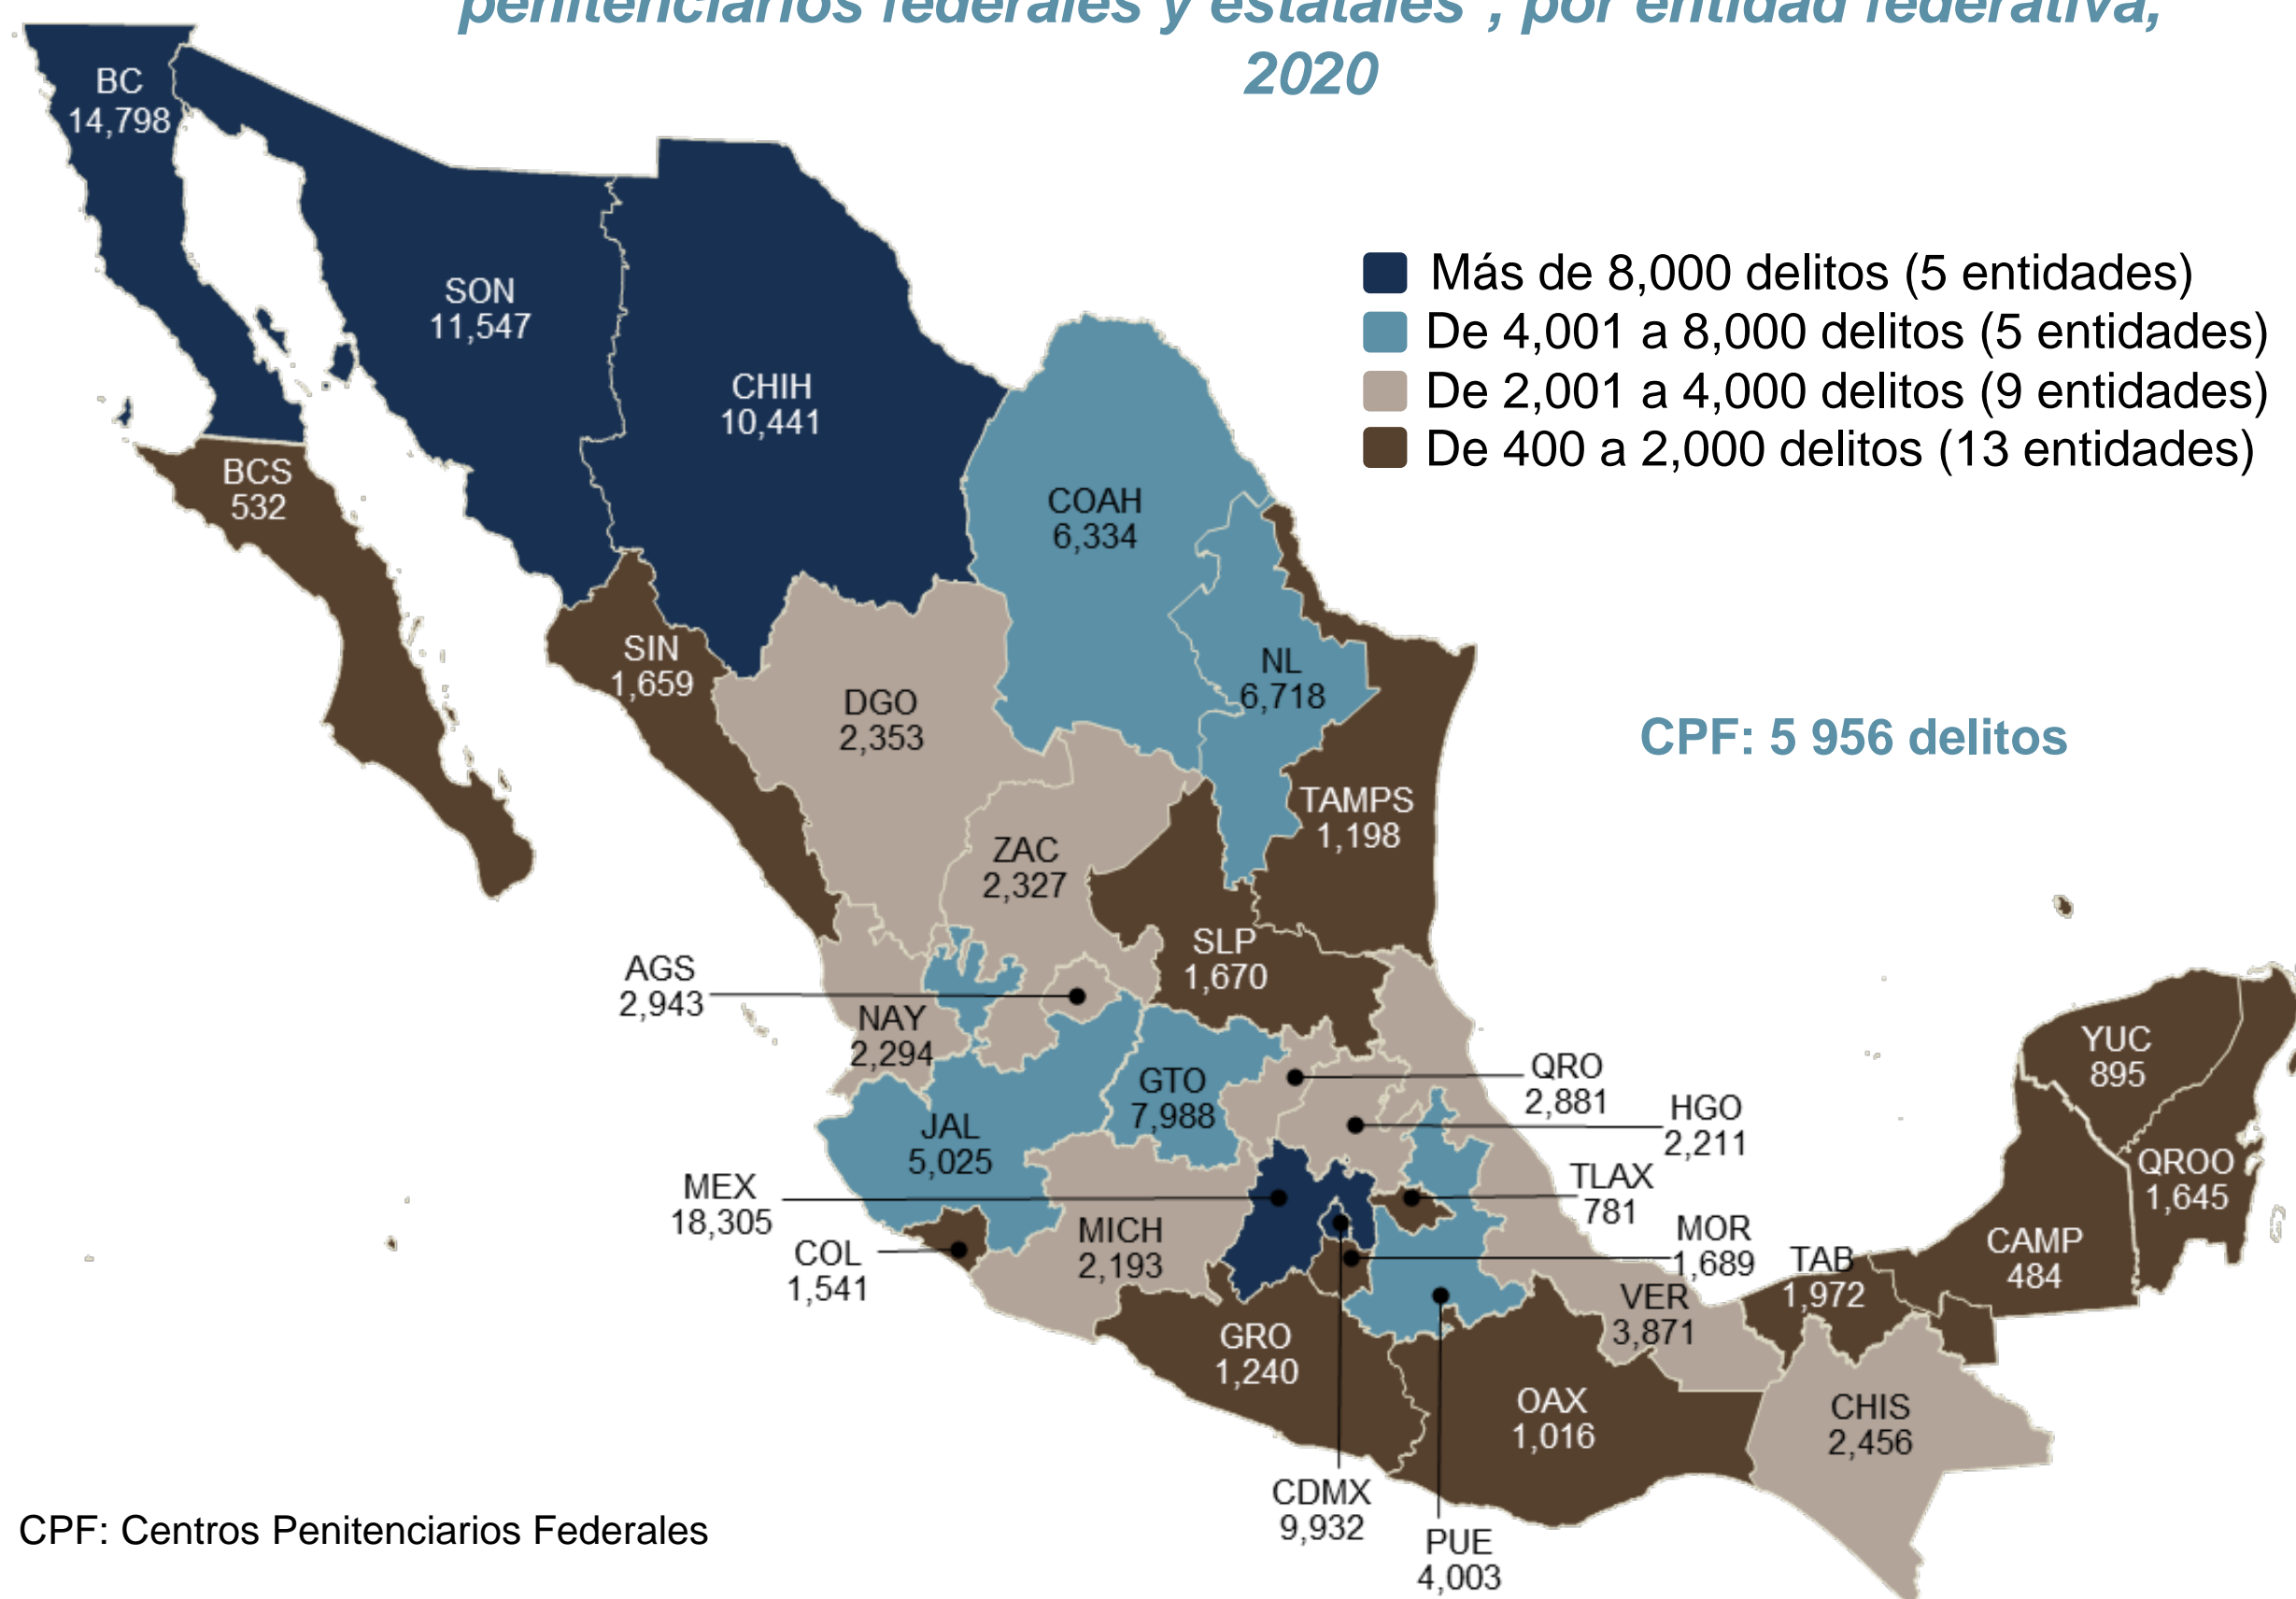 penitenciarios federales y estatales , por entidad federativa,
2020
BC
14,798
SON
11,547
CHIH
10,441
Más de 8,000 delitos (5 entidades)
De 4,001 a 8,000 delitos (5 entidades)
De 2,001 a 4,000 delitos (9 entidades)
De 400 a 2,000 delitos (13 entidades)
BCS
532
COAH
6,334
SIN
1,659
NL
6,718
DGO
2,353
CPF: 5 956 delitos
TAMPS
1,198
ZAC
2,327
SLP
1,670
AGS
2,943
NAY
2,294
YUC
895
QRO
2,881
GTO
7,988
HGO
2,211
JAL
5,025
QROO
1,645
TLAX
781
MEX
18,305
MICH
2,193
MOR
1,689
COL
1,541
TAB
1,972
CAMP
484
VER
3,871
GRO
1,240
OAX
1,016
CHIS
2,456
CDMX
9,932
PUE
4,003
CPF: Centros Penitenciarios Federales